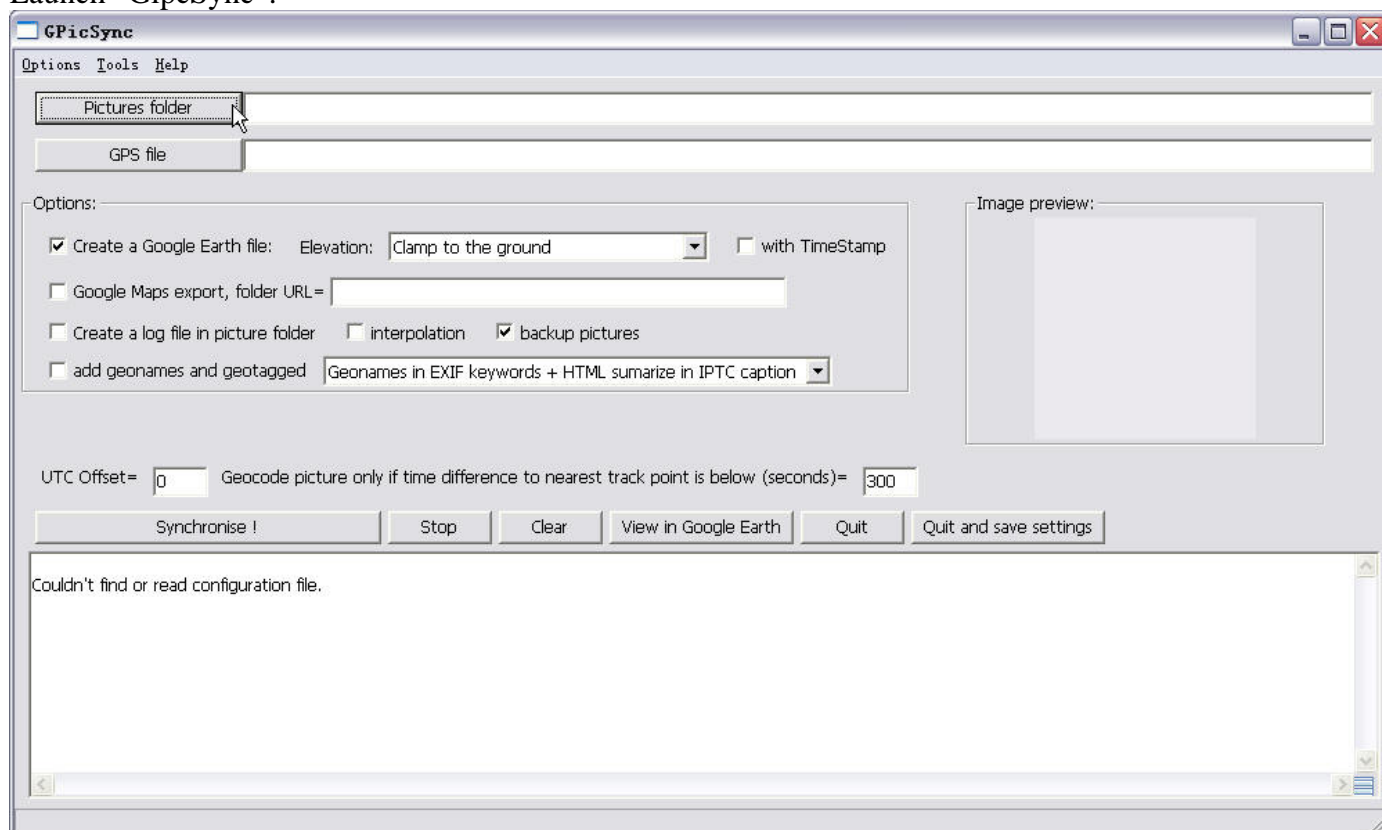 Launch "GipcSync".
GPicSync
Options Tools Help
Pictures folder
GPS file
Options:
Image preview:
Create a Google Earth file: Elevation: Clamp to the ground with TimeStamp
Google Maps export, folder URL=
Create a log file in picture folder interpolation backup pictures
add geonames and geotagged Geonames in EXIF keywords + HTML sumarize in IPTC caption
UTC Offset= 0 Geocode picture only if time difference to nearest track point is below (seconds)= 300
Synchronise ! Stop Clear View in Google Earth Quit Quit and save settings
Couldn't find or read configuration file.